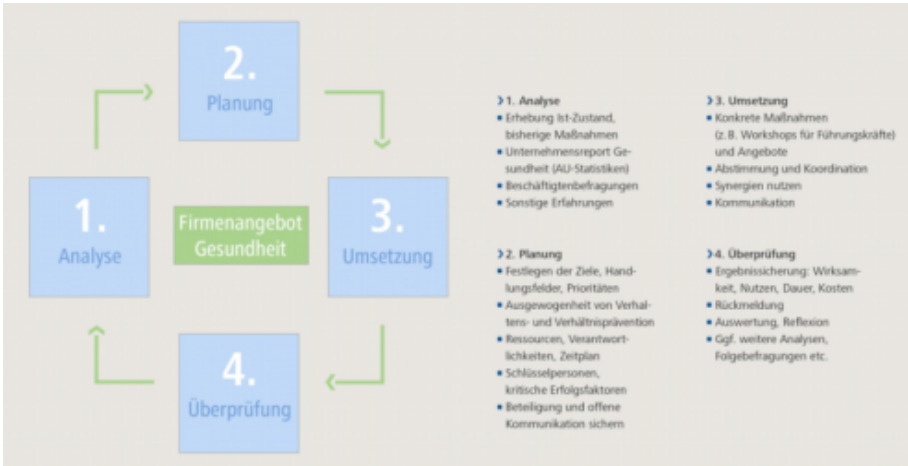 2.
Planung
1.
Analyse
Firmenangebot
Gesundheit
3.
Umsetzung
4.
Überprüfung
1. Analyse
Erhebung Ist-Zustand,
bisherige Maßnahmen
Unternehmensreport Ge-
sundheit (AU-Statistiken)
Beschäftigtenbefragungen
Sonstige Erfahrungen
2. Planung
Festlegen der Ziele, Hand-
lungsfelder, Prioritäten
Ausgewogenheit von Verhal-
tens- und Verhältnisprävention
Ressourcen, Verantwort-
lichkeiten, Zeitplan
Schlüsselpersonen,
kritische Erfolgsfaktoren
Beteiligung und offene
Kommunikation sichern
3. Umsetzung
Konkrete Maßnahmen
(z. B. Workshops für Führungskräfte)
und Angebote
Abstimmung und Koordination
Synergien nutzen
Kommunikation
4. Überprüfung
Ergebnissicherung: Wirksam-
keit, Nutzen, Dauer, Kosten
Rückmeldung
Auswertung, Reflexion
Ggf. weitere Analysen,
Folgebefragungen etc.